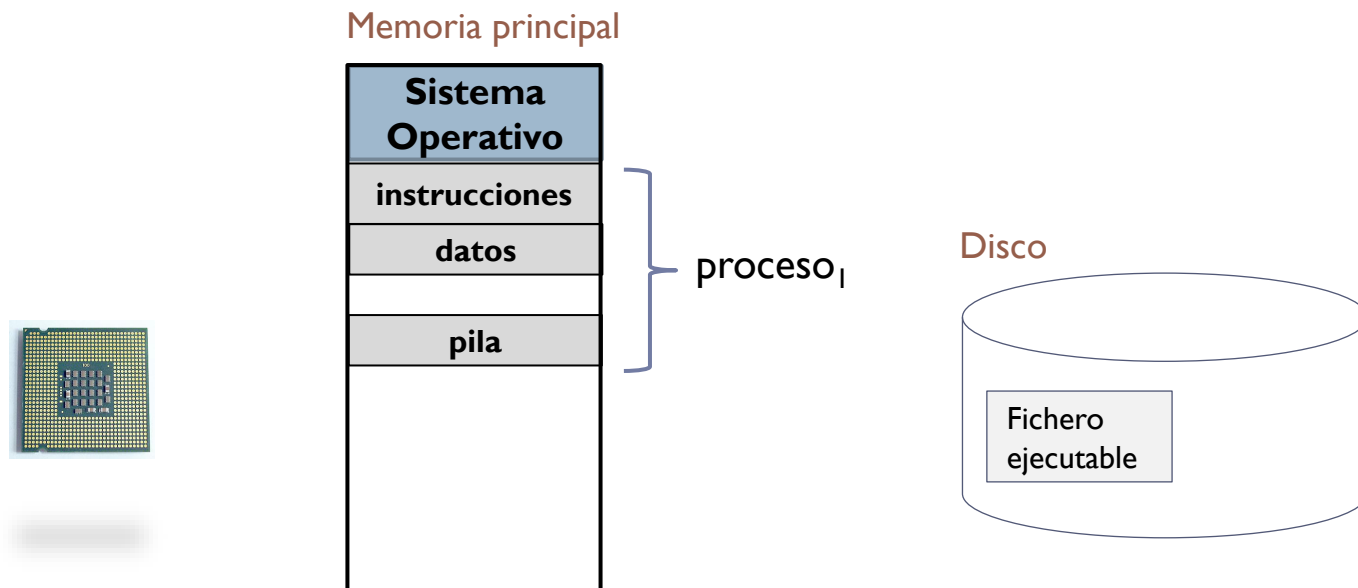 Memoria principal
Sistema
Operativo
instrucciones
datos
proceso₁
Disco
pila
Fichero
ejecutable